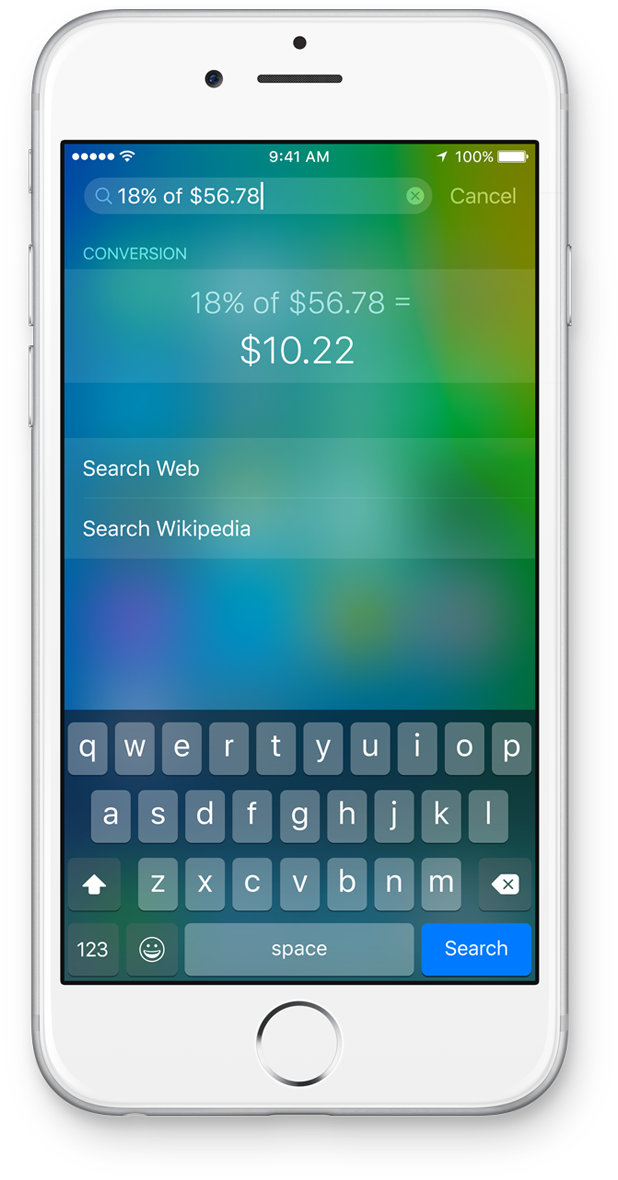 9:41 AM 100%
18% of $56.78 Cancel
CONVERSION
18% of $56.78 =
$10.22
Search Web
Search Wikipedia
q w e r t y u i o p
a s d f g h j k l
z x c v b n m
123 space Search